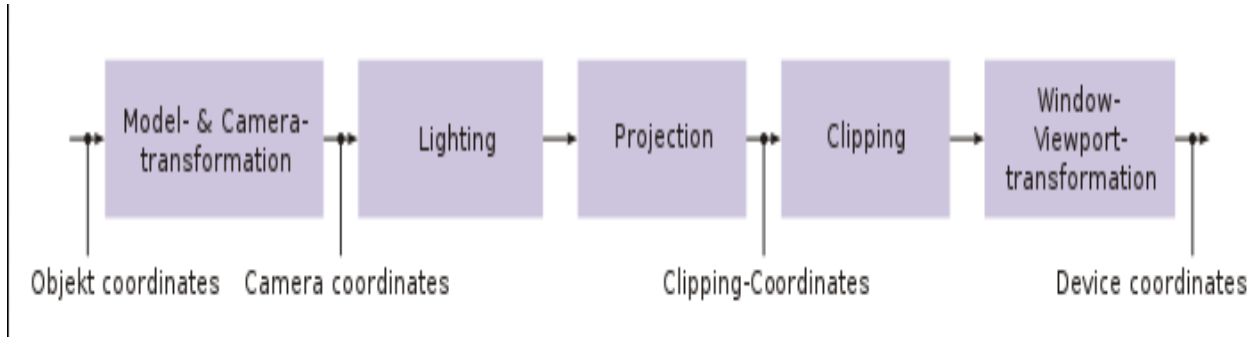 Model- & Camera-
transformation
Lighting
Projection
Clipping
Window-
Viewport-
transformation
Objekt coordinates
Camera coordinates
Clipping-Coordinates
Device coordinates